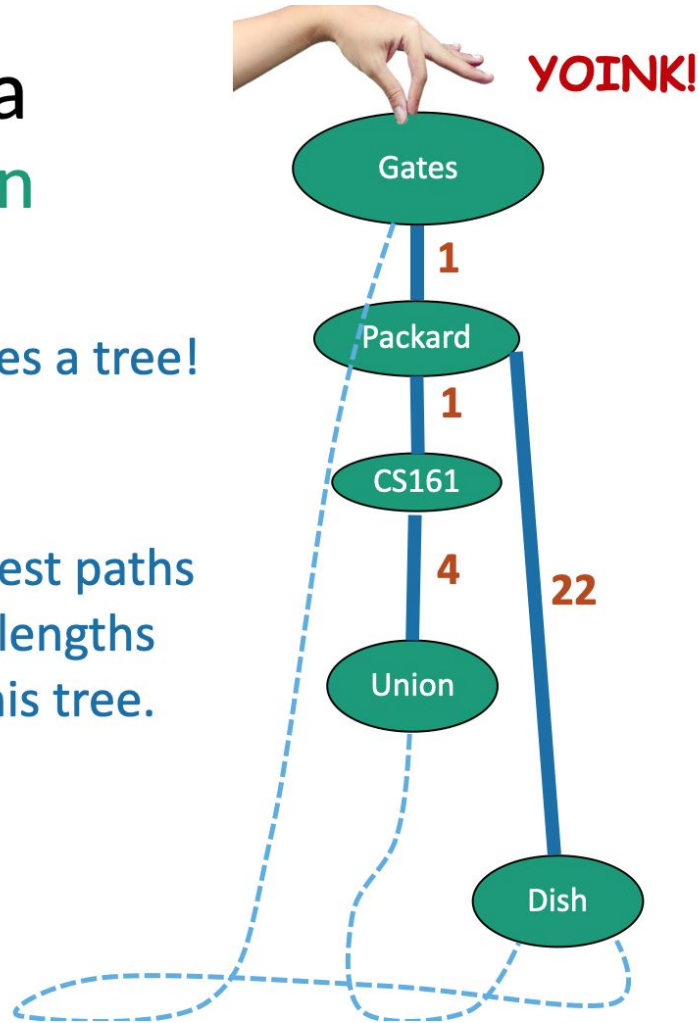 a
YOINK!
n
Gates
1
es a tree!
Packard
1
CS161
est paths
4
22
lengths
Union
his tree.
Dish